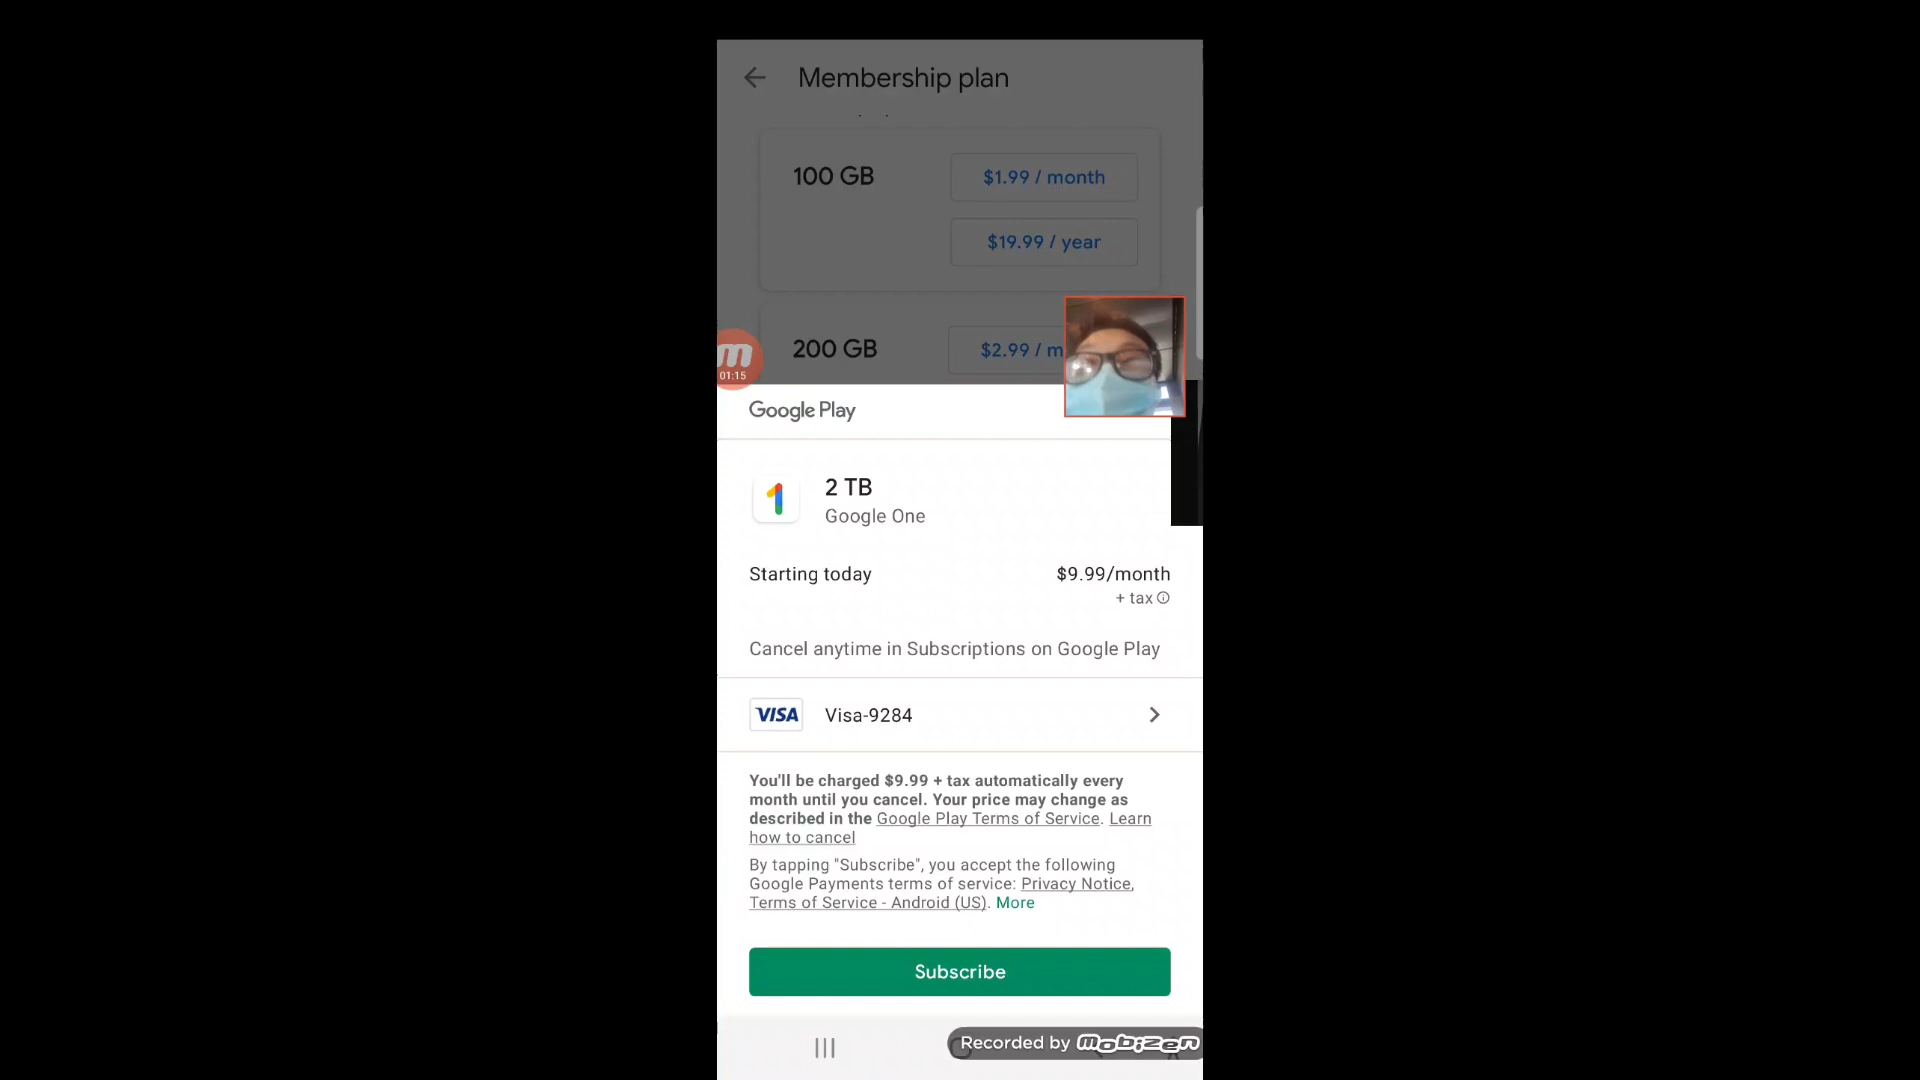 Membership plan
100 GB
$1.99 / month
$19.99 / year
200 GB
$2.99 / m
01:15
Google Play
2 TB
Google One
Starting today
$9.99/month
+ tax
Cancel anytime in Subscriptions on Google Play
VISA
Visa-9284
You'll be charged $9.99 + tax automatically every
month until you cancel. Your price may change as
described in the Google Play Terms of Service. Learn
how to cancel
By tapping "Subscribe", you accept the following
Google Payments terms of service: Privacy Notice,
Terms of Service - Android (US). More
Subscribe
Recorded by mobizen